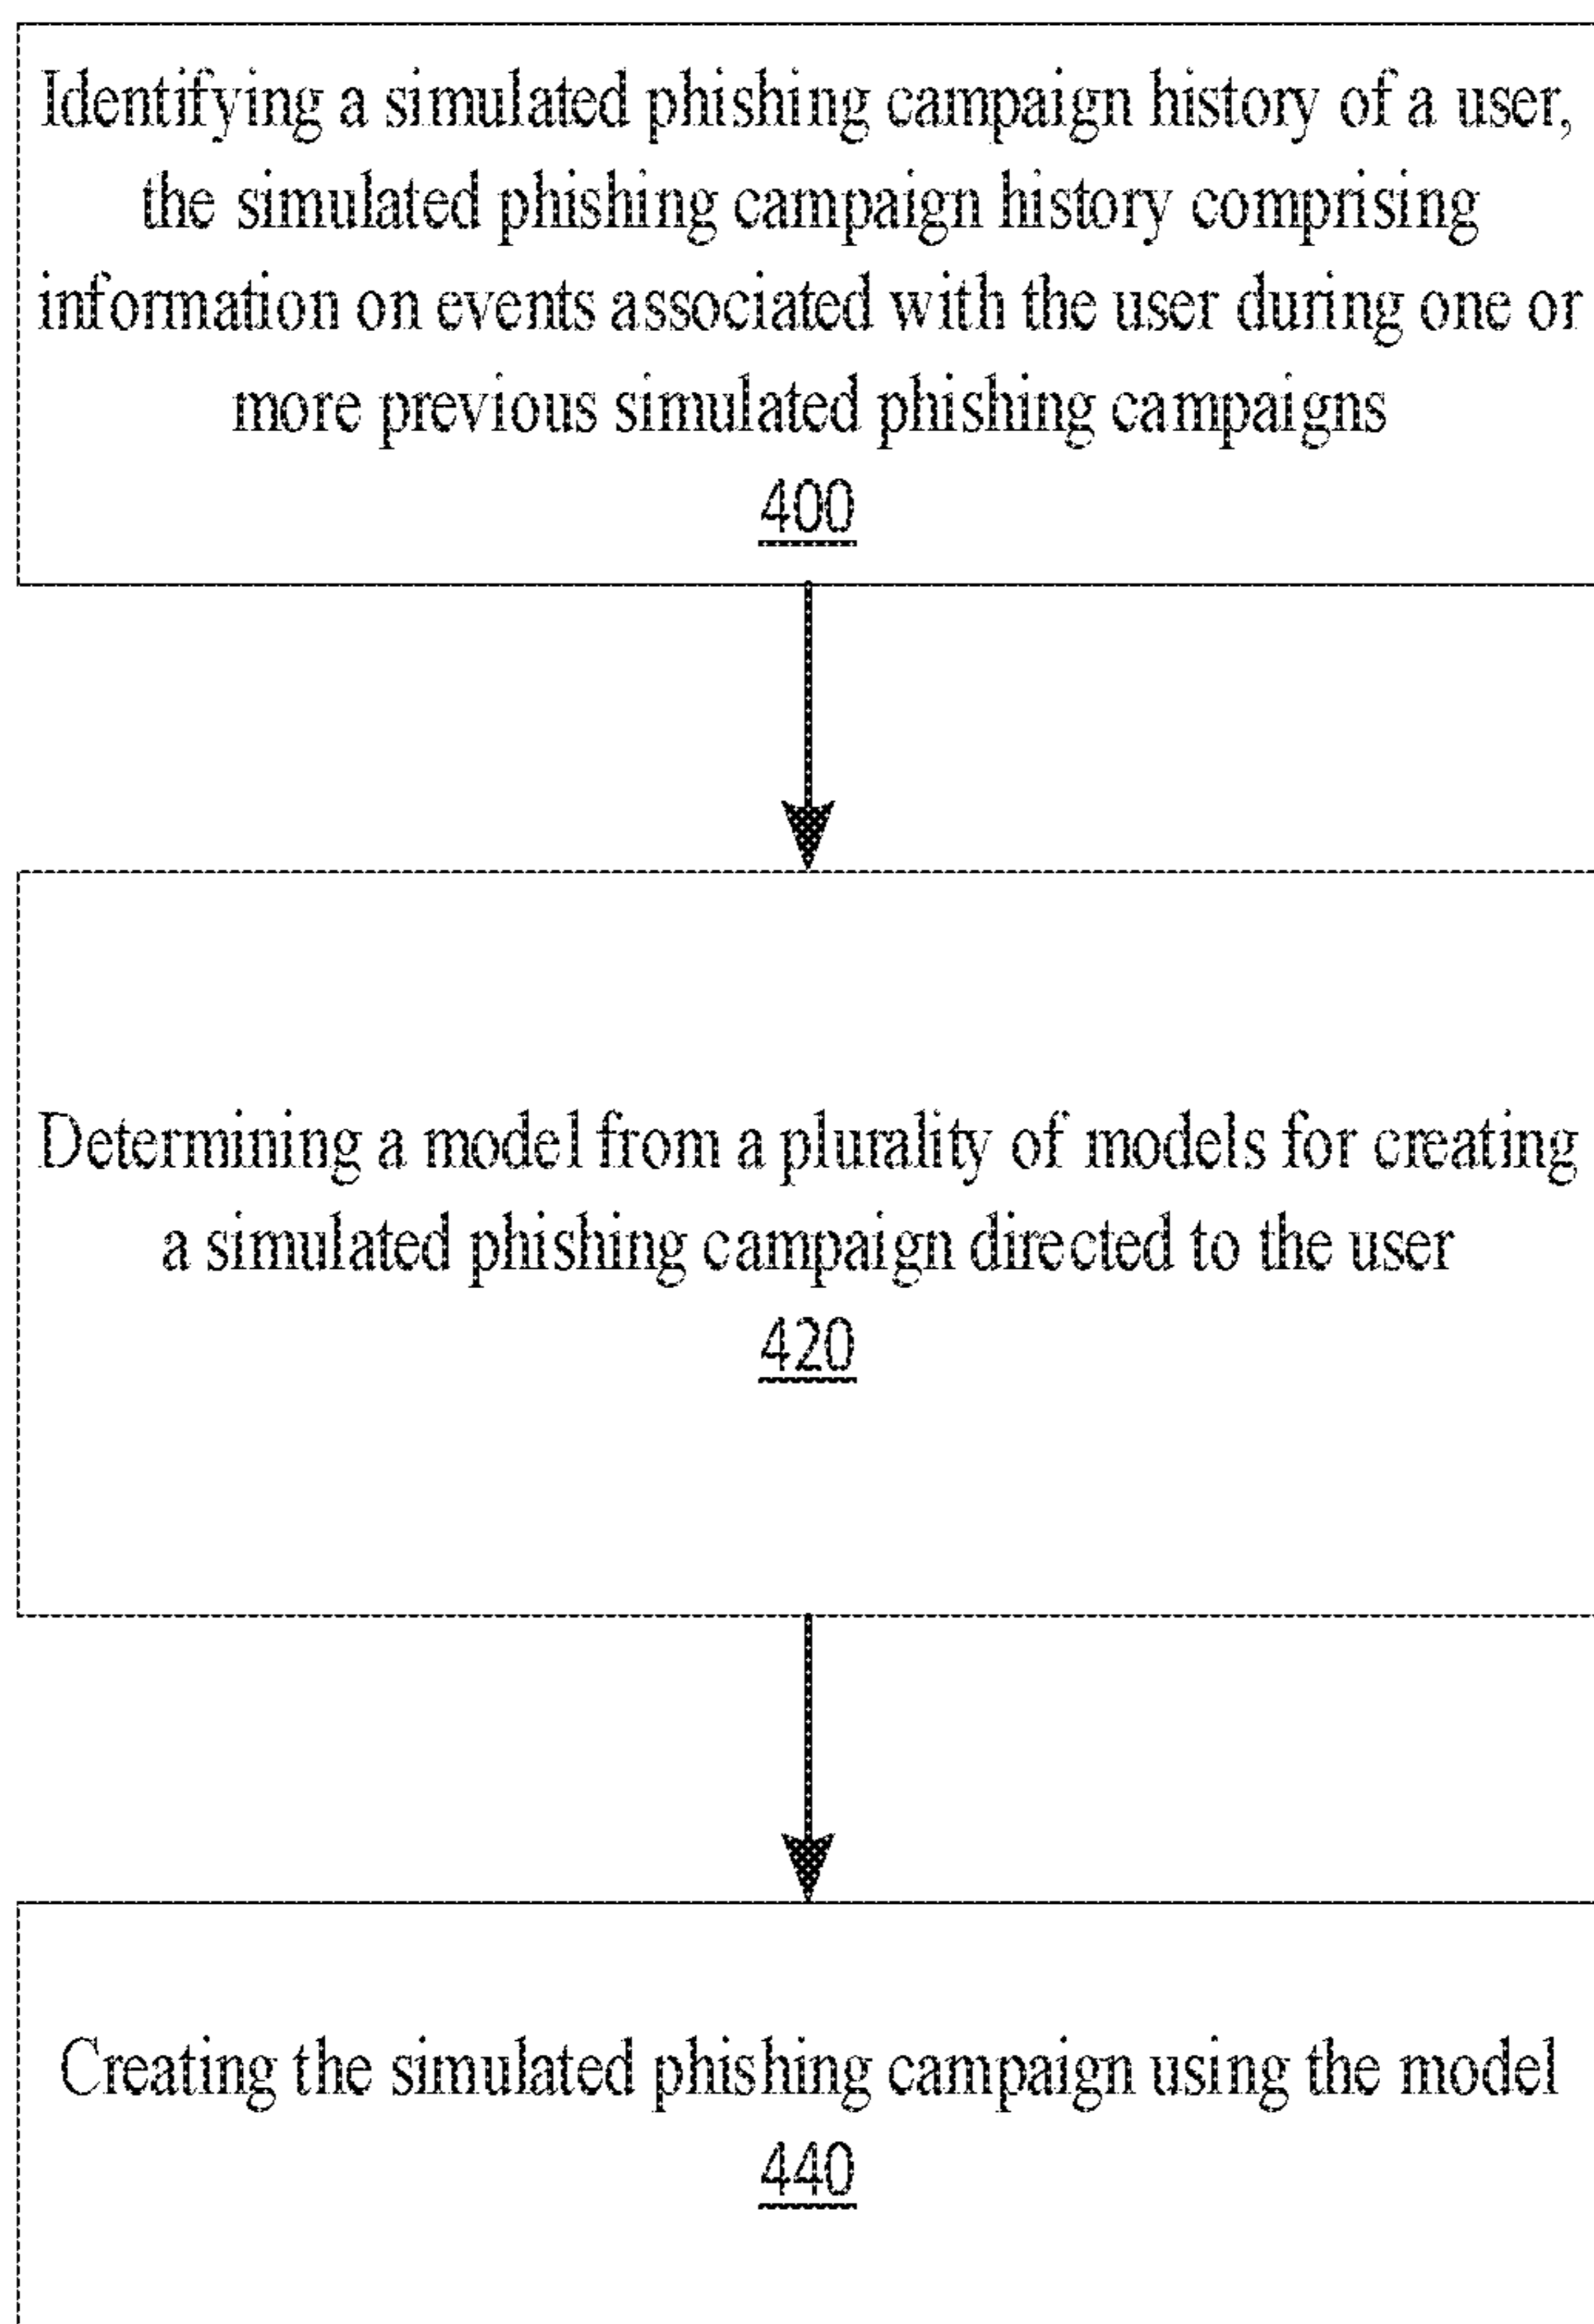 Identifying a simulated phishing campaign history of a user,
the simulated phishing campaign history comprising
information on events associated with the user during one or
more previous simulated phishing campaigns
400
Determining a model from a plurality of models for creating
a simulated phishing campaign directed to the user
420
Creating the simulated phishing campaign using the model
440